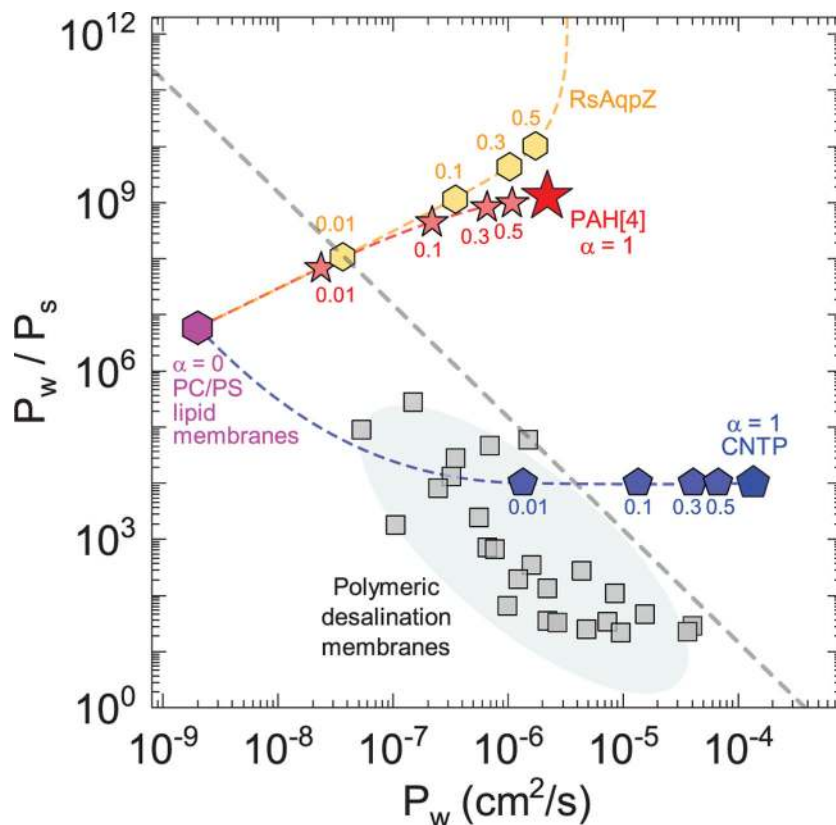 10¹²
10⁹
10⁶
10³
10⁰
P_w / P_s
RsAqpZ
0.5
0.3
0.1
0.01
PAH[4]
α = 1
0.5
0.3
0.1
0.01
α = 0
PC/PS
lipid
membranes
α = 1
CNTP
0.01
0.1
0.3
0.5
Polymeric
desalination
membranes
10⁻⁹
10⁻⁸
10⁻⁷
10⁻⁶
10⁻⁵
10⁻⁴
P_w (cm²/s)